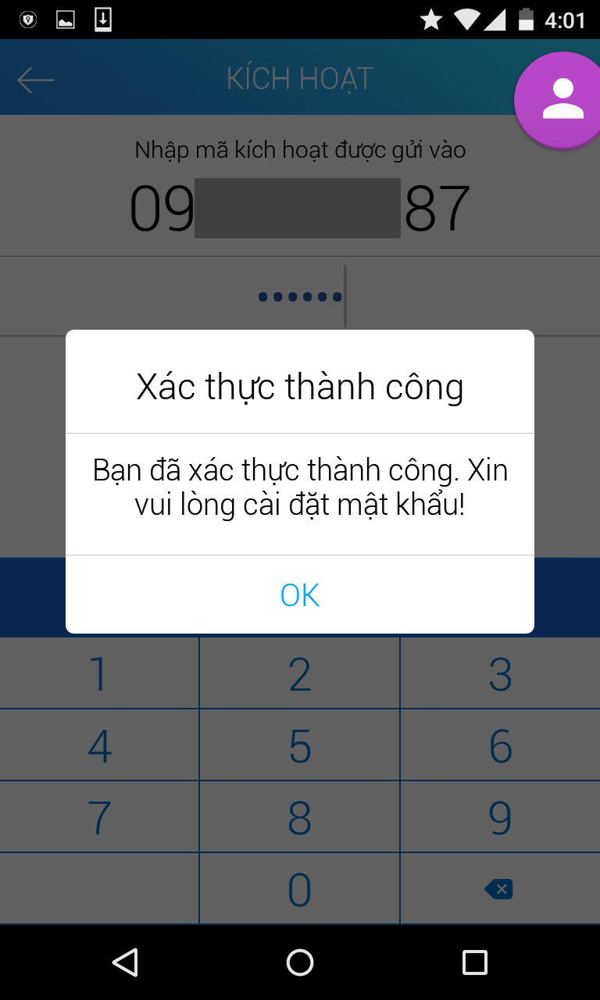 4:01
KÍCH HOẠT
Nhập mã kích hoạt được gửi vào
09 87
Xác thực thành công
Bạn đã xác thực thành công. Xin
vui lòng cài đặt mật khẩu!
OK
1 2 3
4 5 6
7 8 9
0